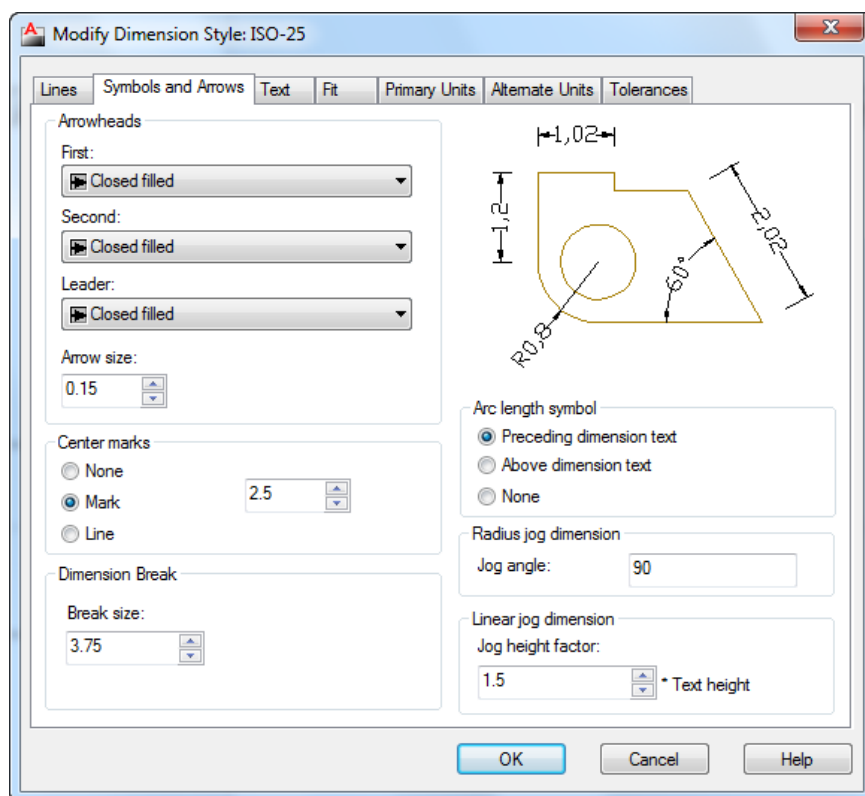 Modify Dimension Style: ISO-25
Lines Symbols and Arrows Text Fit Primary Units Alternate Units Tolerances
Arrowheads
First:
Closed filled
Second:
Closed filled
Leader:
Closed filled
Arrow size:
0.15
Center marks
None
Mark
2.5
Line
Dimension Break
Break size:
3.75
1,02
1,2
2,02
60°
R0,8
Arc length symbol
Preceding dimension text
Above dimension text
None
Radius jog dimension
Jog angle: 90
Linear jog dimension
Jog height factor:
1.5 * Text height
OK Cancel Help